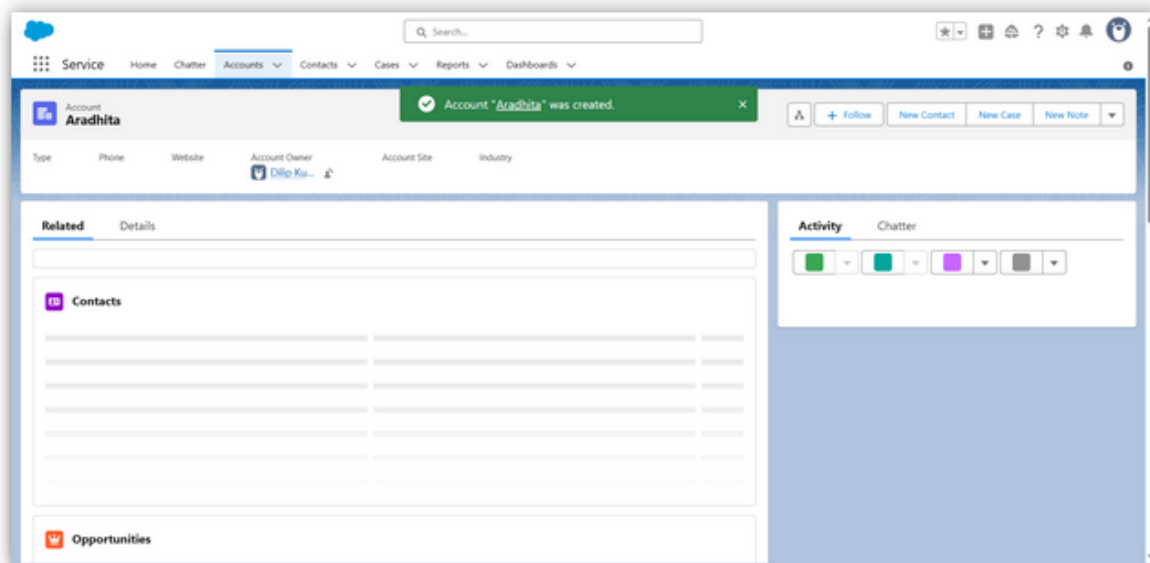 Search...
Service Home Chatter Accounts Contacts Cases Reports Dashboards
Account "Aradhita" was created.
Account
Aradhita
+ Follow New Contact New Case New Note
Type Phone Website Account Owner Account Site Industry
Dilip Ku...
Related Details
Activity Chatter
Contacts
Opportunities